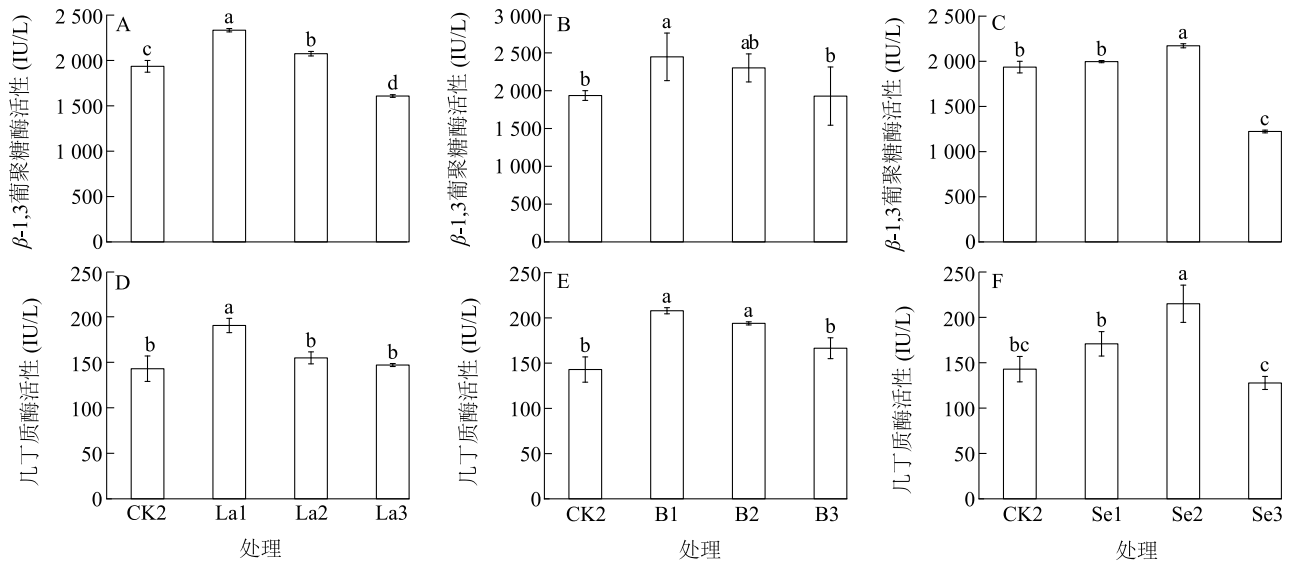 A
β-1,3葡聚糖酶活性 (IU/L)
2 500
2 000
1 500
1 000
500
0
c
a
b
d
B
β-1,3葡聚糖酶活性 (IU/L)
3 000
2 500
2 000
1 500
1 000
500
0
b
a
ab
b
C
β-1,3葡聚糖酶活性 (IU/L)
2 500
2 000
1 500
1 000
500
0
b
b
a
c
D
几丁质酶活性 (IU/L)
250
200
150
100
50
0
b
a
b
b
CK2 La1 La2 La3
处理
E
几丁质酶活性 (IU/L)
250
200
150
100
50
0
b
a
a
b
CK2 B1 B2 B3
处理
F
几丁质酶活性 (IU/L)
250
200
150
100
50
0
bc
b
a
c
CK2 Se1 Se2 Se3
处理